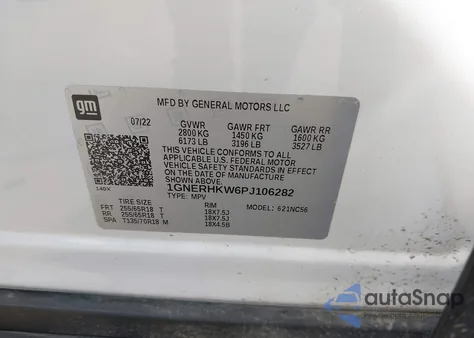 gm
MFD BY GENERAL MOTORS LLC
07/22 GVWR GAWR FRT GAWR RR
2800 KG 1450 KG 1600 KG
6173 LB 3196 LB 3527 LB
THIS VEHICLE CONFORMS TO ALL
APPLICABLE U.S. FEDERAL MOTOR
VEHICLE SAFETY STANDARDS IN EFFECT
ON THE DATE OF MANUFACTURE SHOWN ABOVE.
1GNERHKW6PJ106282
TYPE: MPV MODEL: 621NC56
TIRE SIZE RIM
FRT 255/65R18 T 18X7.5J
RR 255/65R18 T 18X7.5J
SPA T135/70R18 M 18X4.5B
autoSnap